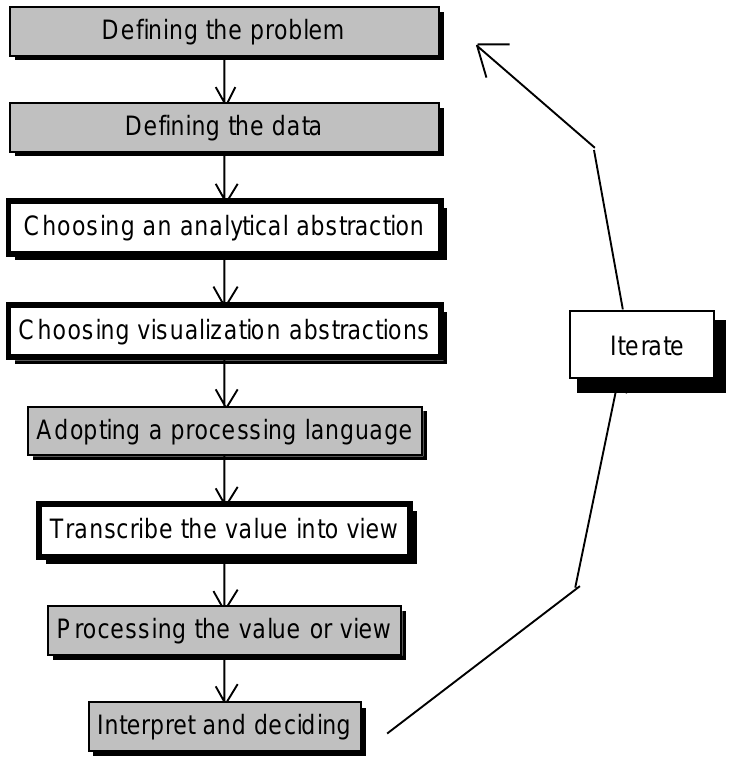 Defining the problem
Defining the data
Choosing an analytical abstraction
Choosing visualization abstractions
Iterate
Adopting a processing language
Transcribe the value into view
Processing the value or view
Interpret and deciding